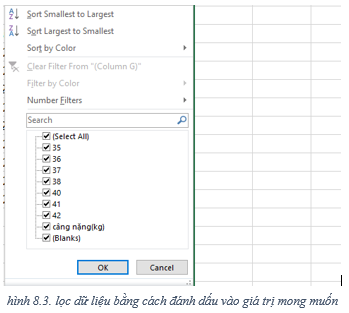 Sort Smallest to Largest
Sort Largest to Smallest
Sort by Color
Clear Filter From "(Column G)"
Filter by Color
Number Filters
Search
(Select All)
35
36
37
38
40
41
42
câng nặng(kg)
(Blanks)
OK
Cancel
hình 8.3. lọc dữ liệu bằng cách đánh dấu vào giá trị mong muốn